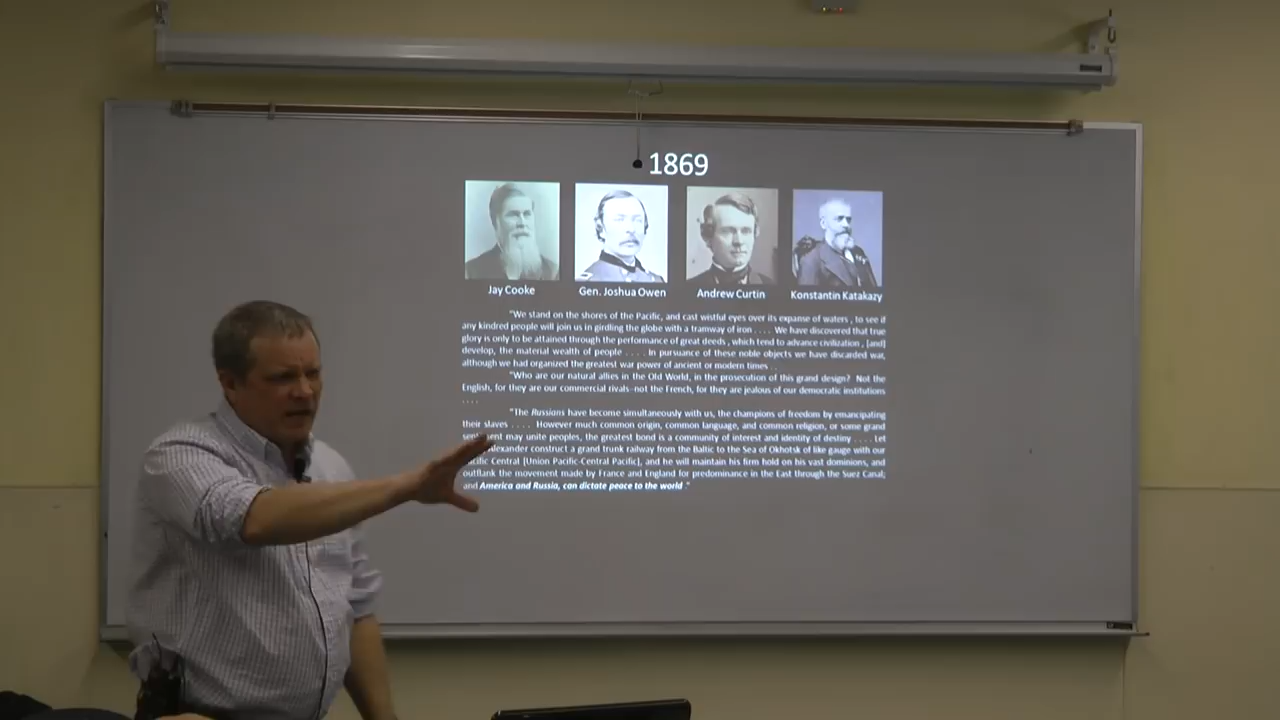 1869
Jay Cooke
Gen. Joshua Owen
Andrew Curtin
Konstantin Katakazy
"We stand on the shores of the Pacific, and cast wistful eyes over its expanse of waters , to see if
any kindred people will join us in girdling the globe with a tramway of iron . . . . We have discovered that true
glory is only to be attained through the performance of great deeds , which tend to advance civilization , [and]
develop, the material wealth of people . . . . In pursuance of these noble objects we have discarded war,
although we had organized the greatest war power of ancient or modern times . .
"Who are our natural allies in the Old World, in the prosecution of this grand design? Not the
English, for they are our commercial rivals-not the French, for they are jealous of our democratic institutions
. . . .
"The Russians have become simultaneously with us, the champions of freedom by emancipating
their slaves . . . . However much common origin, common language, and common religion, or some grand
may unite peoples, the greatest bond is a community of interest and identity of destiny . . . . Let
Alexander construct a grand trunk railway from the Baltic to the Sea of Okhotsk of like gauge with our
Pacific Central [Union Pacific-Central Pacific], and he will maintain his firm hold on his vast dominions, and
outflank the movement made by France and England for predominance in the East through the Suez Canal;
and America and Russia, can dictate peace to the world ."